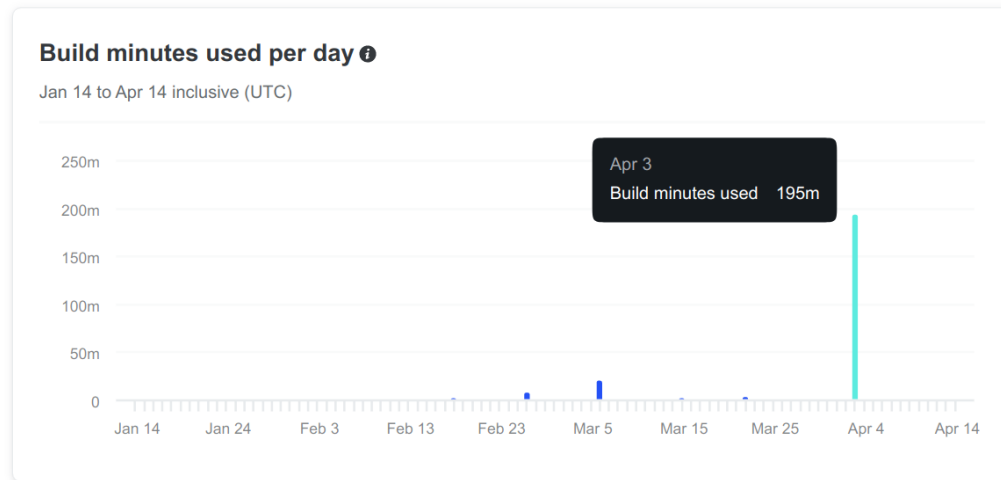 Build minutes used per day
Jan 14 to Apr 14 inclusive (UTC)
Apr 3
Build minutes used 195m
250m
200m
150m
100m
50m
0
Jan 14 Jan 24 Feb 3 Feb 13 Feb 23 Mar 5 Mar 15 Mar 25 Apr 4 Apr 14